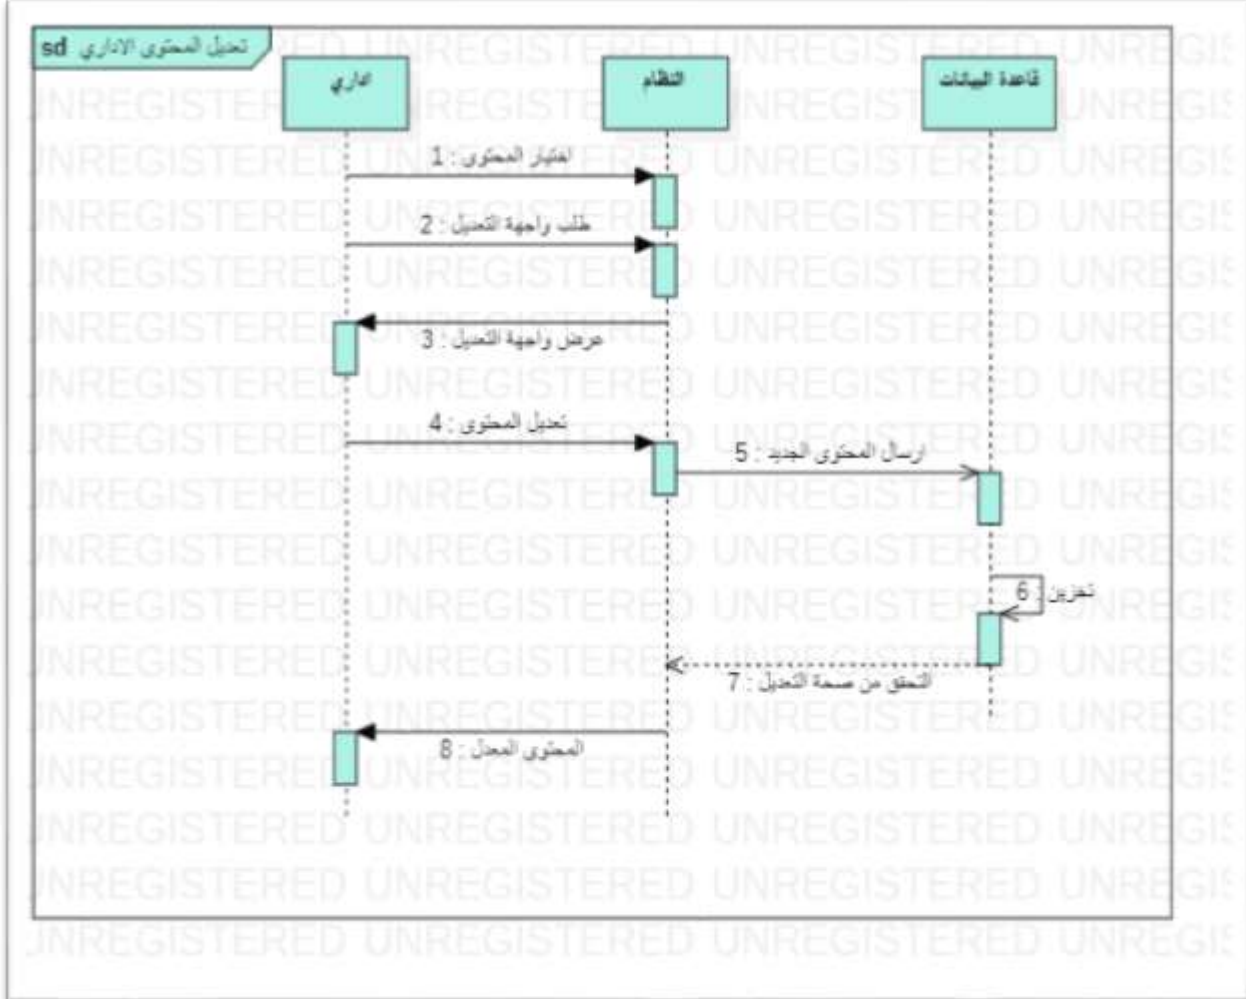 sd تعديل المحتوى الاداري
اداري
النظام
قاعدة البيانات
1 : اختيار المحتوى
2 : طلب واجهة التعديل
3 : عرض واجهة التعديل
4 : تعديل المحتوى
5 : ارسال المحتوى الجديد
6 : تخزين
7 : التحقق من صحة التعديل
8 : المحتوى المعدل
UNREGISTERED